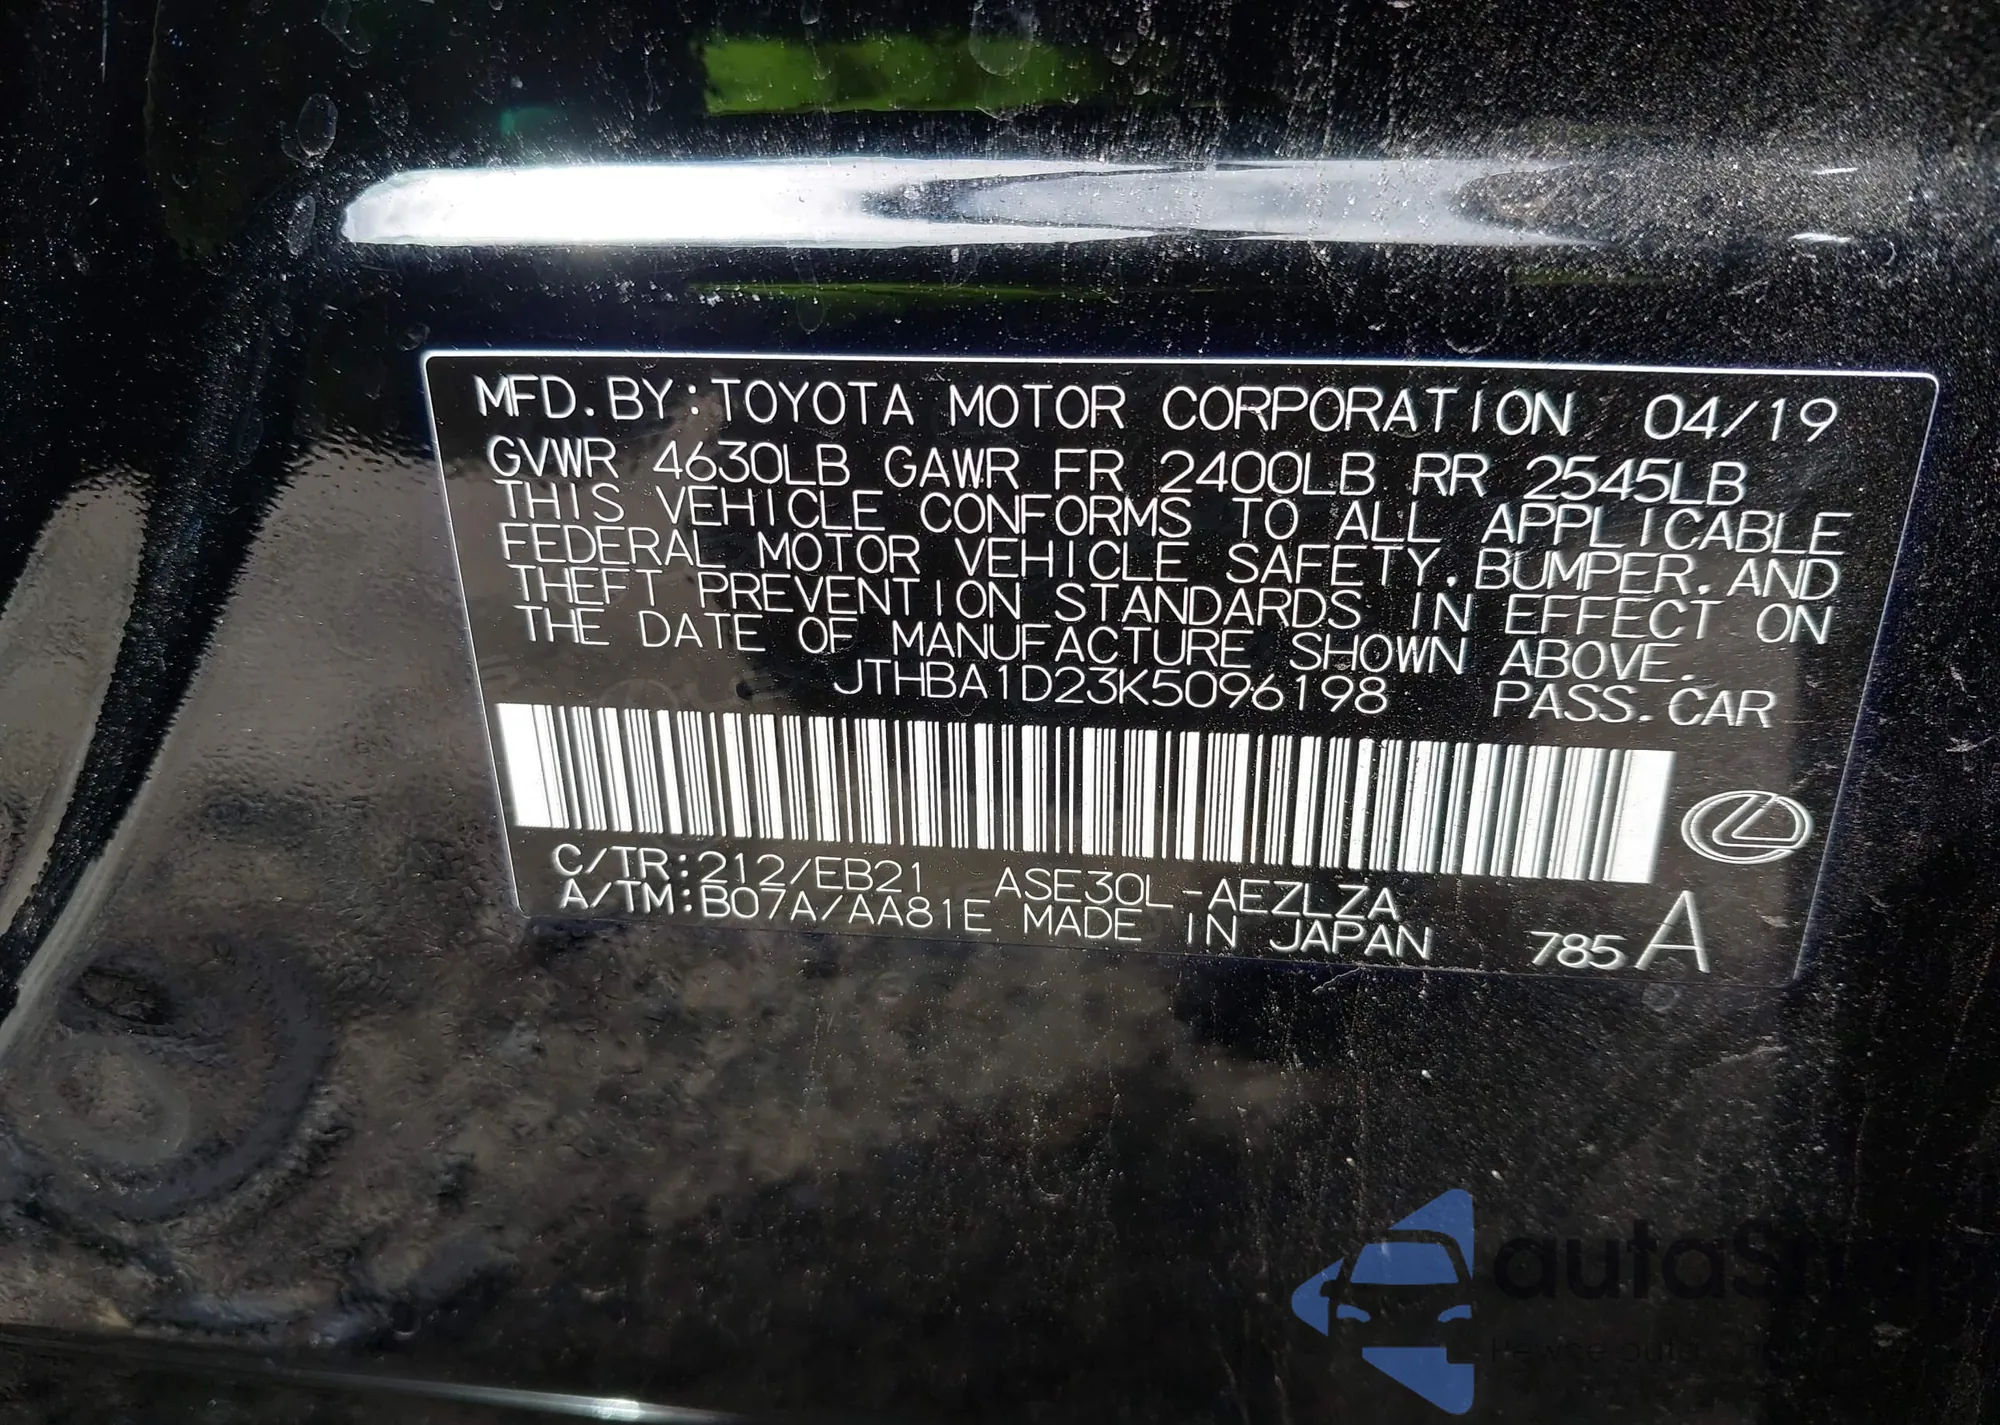 MFD. BY: TOYOTA MOTOR CORPORATION 04/19
GVWR 4630LB GAWR FR 2400LB RR 2545LB
THIS VEHICLE CONFORMS TO ALL APPLICABLE
FEDERAL MOTOR VEHICLE SAFETY, BUMPER, AND
THEFT PREVENTION STANDARDS IN EFFECT ON
THE DATE OF MANUFACTURE SHOWN ABOVE.
JTHBA1D23K5096198 PASS. CAR
C/TR: 212/EB21 ASE30L-AEZLZA
A/TM: B07A/AA81E MADE IN JAPAN 785 A